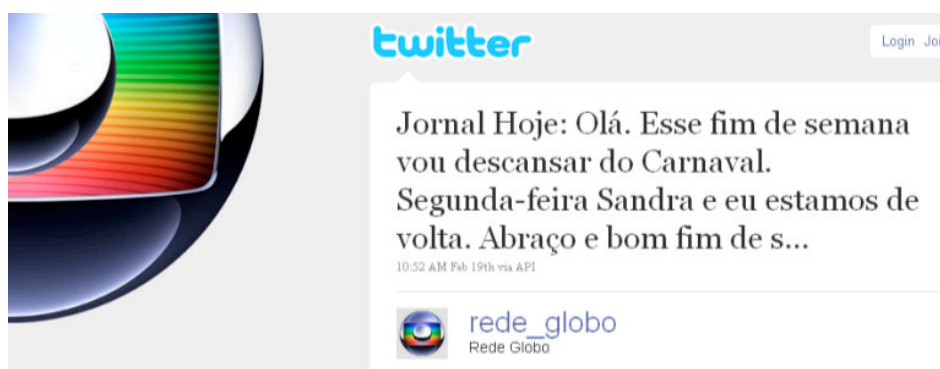 twitter
Login Joi
Jornal Hoje: Olá. Esse fim de semana
vou descansar do Carnaval.
Segunda-feira Sandra e eu estamos de
volta. Abraço e bom fim de s...
10:52 AM Feb 19th via API
rede_globo
Rede Globo